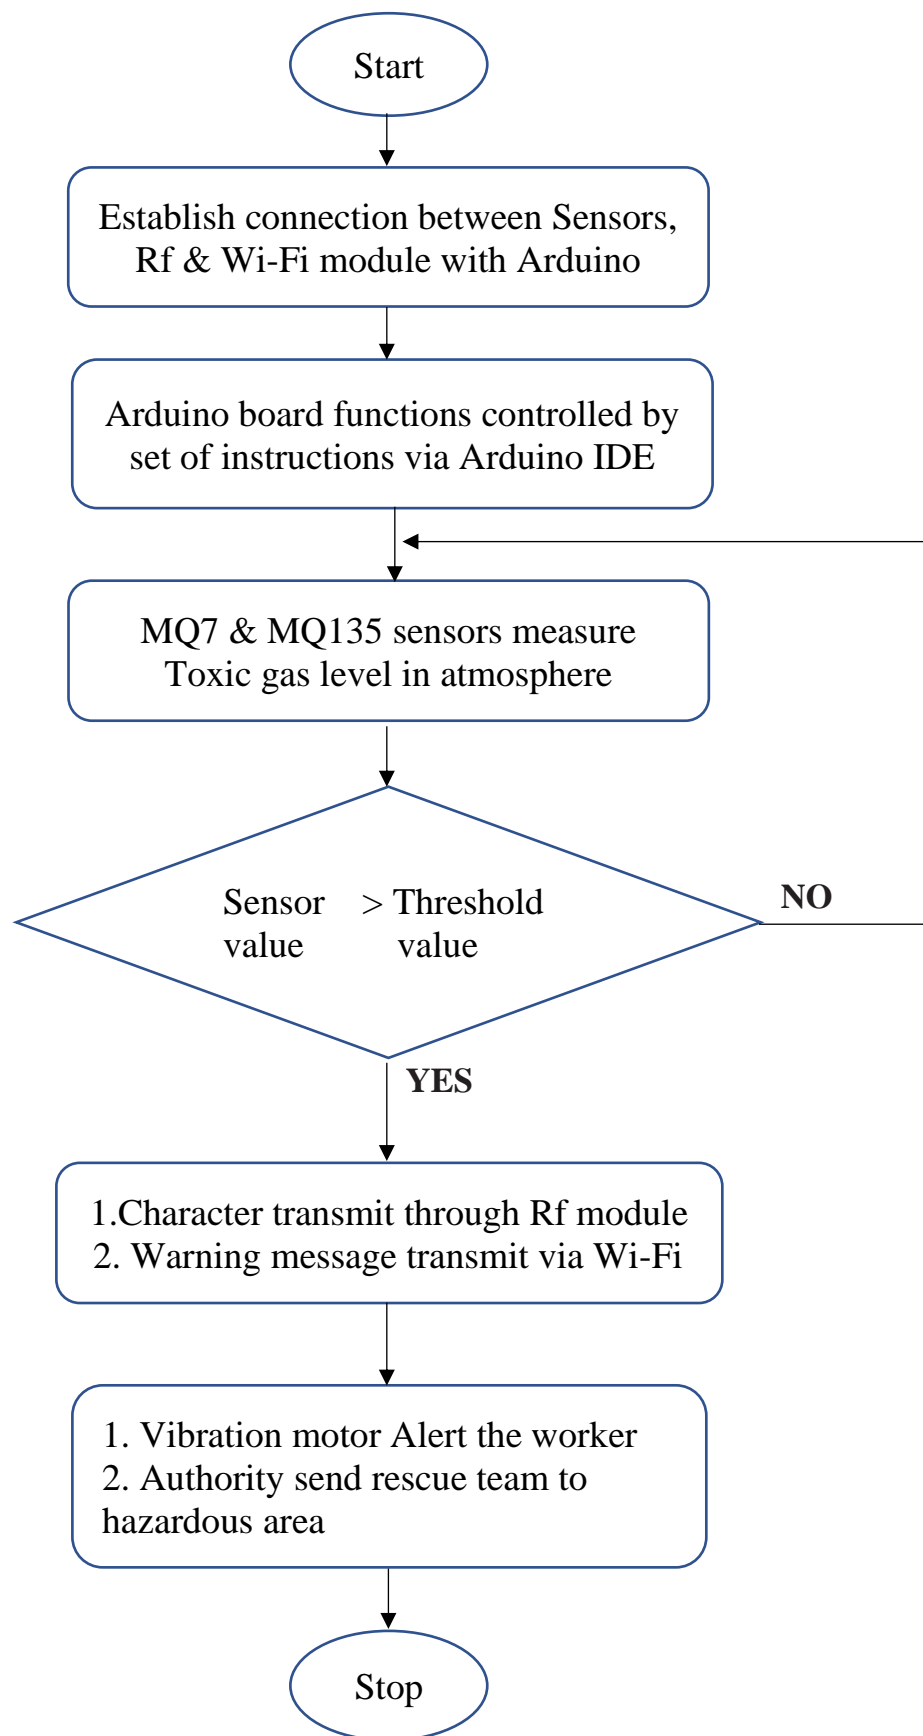 Start
Establish connection between Sensors,
Rf & Wi-Fi module with Arduino
Arduino board functions controlled by
set of instructions via Arduino IDE
MQ7 & MQ135 sensors measure
Toxic gas level in atmosphere
Sensor > Threshold
value value
NO
YES
1.Character transmit through Rf module
2. Warning message transmit via Wi-Fi
1. Vibration motor Alert the worker
2. Authority send rescue team to
hazardous area
Stop